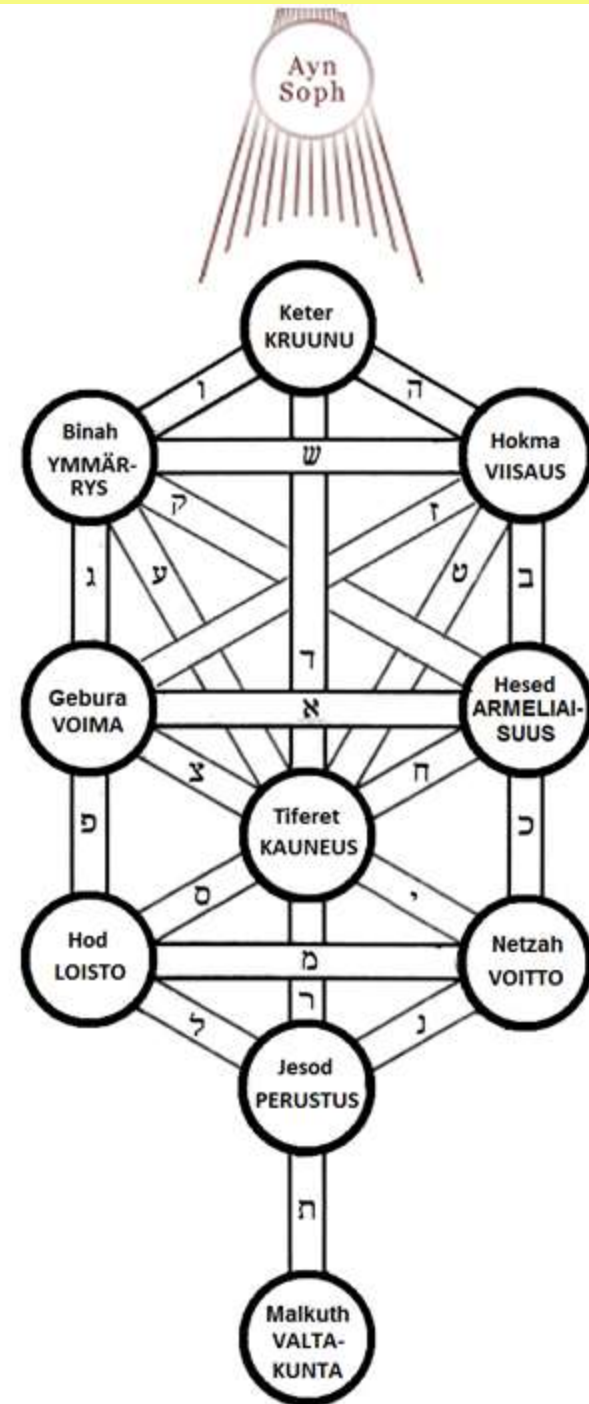 Ayn
Soph
Keter
KRUUNU
ו
ה
Binah
YMMÄR-
RYS
ש
Hokma
VIISAUS
ק
ז
ג
ע
ט
ב
ד
Gebura
VOIMA
א
Hesed
ARMELIAI-
SUUS
צ
ח
Tiferet
KAUNEUS
פ
כ
ס
י
Hod
LOISTO
מ
Netzah
VOITTO
ר
ל
נ
Jesod
PERUSTUS
ת
Malkuth
VALTA-
KUNTA